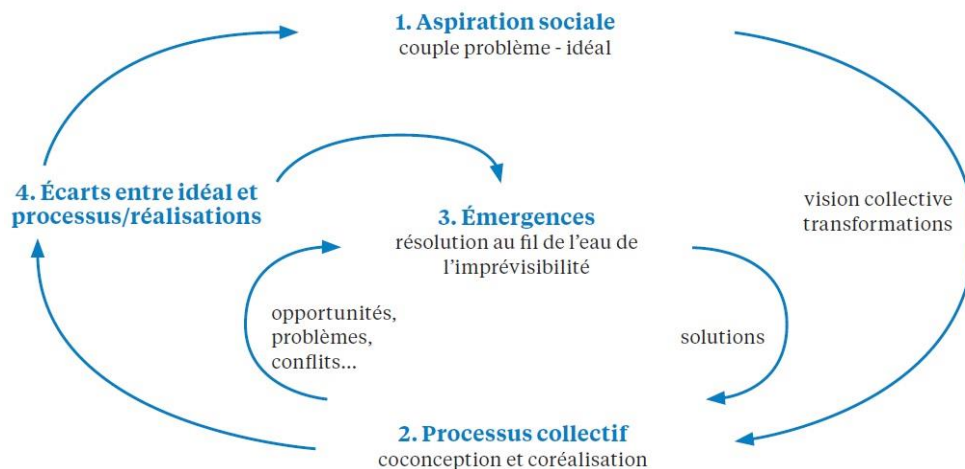 1. Aspiration sociale
couple problème - idéal
4. Écarts entre idéal et
processus/réalisations
3. Émergences
résolution au fil de l'eau de
l'imprévisibilité
vision collective
transformations
opportunités,
problèmes,
conflits...
solutions
2. Processus collectif
coconception et coréalisation